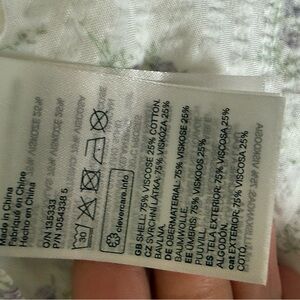 Made in China
Fabriqué en Chine
Hecho en China
O/N 135333
P/N 1054338 5
30
clevercare.info
GB SHELL: 75% VISCOSE 25% COTTON.
CZ SVRCHNÍ LÁTKA: 75% VISKÓZA 25%
BAVLNA.
DE OBERMATERIAL: 75% VISKOSE 25%
BAUMWOLLE.
EE ÜMBRIS: 75% VISKOOS 25%
PUUVILL.
ES TELA EXTERIOR: 75% VISCOSA 25%
ALGODÓN.
cat EXTERIOR: 75% VISCOSA 25%
COTÓ.